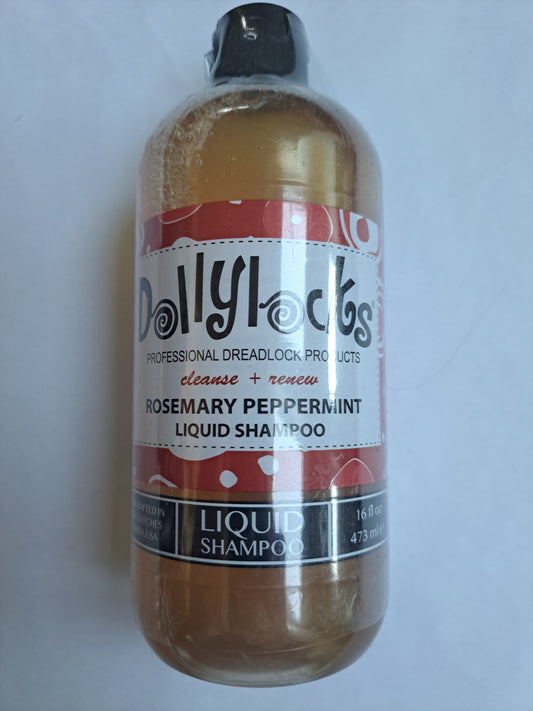 Dollylocks®
PROFESSIONAL DREADLOCK PRODUCTS
cleanse + renew
ROSEMARY PEPPERMINT
LIQUID SHAMPOO
LIQUID
SHAMPOO
16 fl oz
473 ml e